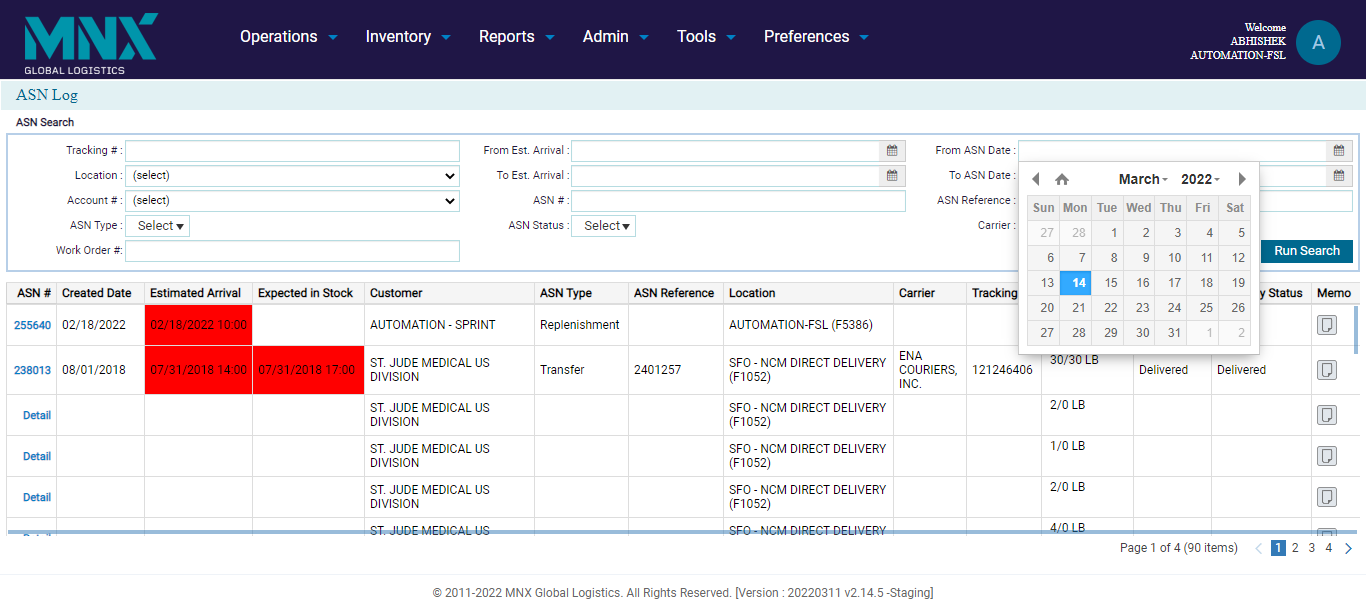 MNX
GLOBAL LOGISTICS
Operations Inventory Reports Admin Tools Preferences
Welcome
ABHISHEK
AUTOMATION-FSL
A
ASN Log
ASN Search
Tracking # : From Est. Arrival : From ASN Date :
Location : (select) To Est. Arrival : To ASN Date :
Account # : (select) ASN # : ASN Reference :
ASN Type : Select ASN Status : Select Carrier :
Work Order #: Run Search
March 2022
Sun Mon Tue Wed Thu Fri Sat
27 28 1 2 3 4 5
6 7 8 9 10 11 12
13 14 15 16 17 18 19
20 21 22 23 24 25 26
27 28 29 30 31 1 2
ASN # Created Date Estimated Arrival Expected in Stock Customer ASN Type ASN Reference Location Carrier Tracking y Status Memo
255640 02/18/2022 02/18/2022 10:00 AUTOMATION - SPRINT Replenishment AUTOMATION-FSL (F5386)
238013 08/01/2018 07/31/2018 14:00 07/31/2018 17:00 ST. JUDE MEDICAL US DIVISION Transfer 2401257 SFO - NCM DIRECT DELIVERY (F1052) ENA COURIERS, INC. 121246406 30/30 LB Delivered Delivered
Detail ST. JUDE MEDICAL US DIVISION SFO - NCM DIRECT DELIVERY (F1052) 2/0 LB
Detail ST. JUDE MEDICAL US DIVISION SFO - NCM DIRECT DELIVERY (F1052) 1/0 LB
Detail ST. JUDE MEDICAL US DIVISION SFO - NCM DIRECT DELIVERY (F1052) 2/0 LB
Detail ST. JUDE MEDICAL US SFO - NCM DIRECT DELIVERY 4/0 LB
Page 1 of 4 (90 items) 1 2 3 4
© 2011-2022 MNX Global Logistics. All Rights Reserved. [Version : 20220311 v2.14.5 -Staging]